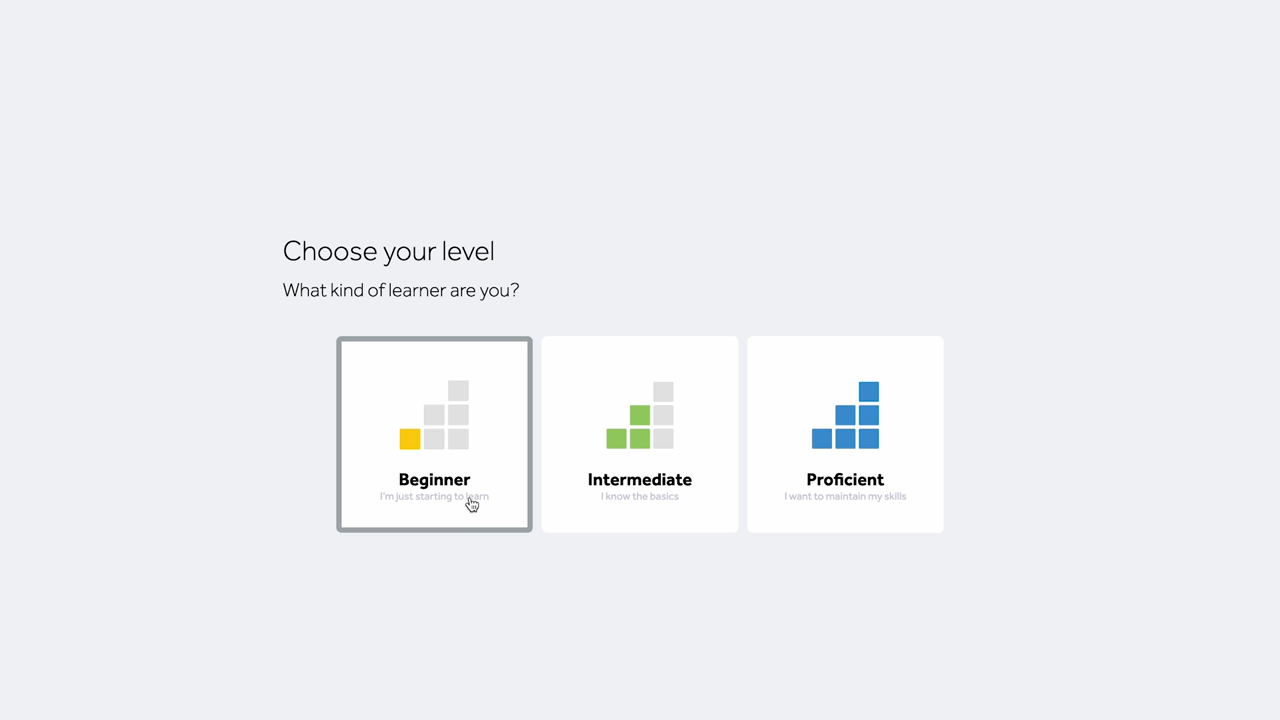 Choose your level
What kind of learner are you?
Beginner
I'm just starting to learn
Intermediate
I know the basics
Proficient
I want to maintain my skills